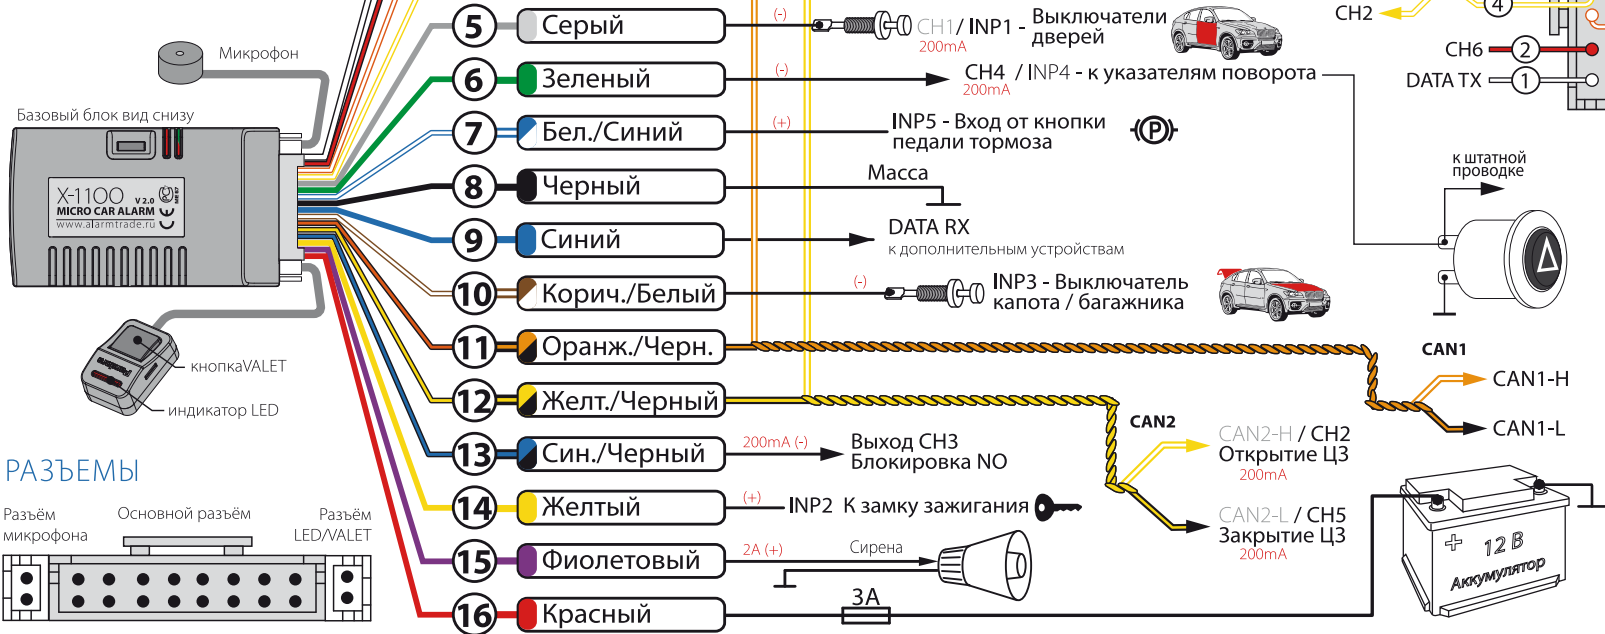 Микрофон
Базовый блок вид снизу
X-1100 V 2.0
MICRO CAR ALARM
www.alarmtrade.ru
кнопкаVALET
индикатор LED
РАЗЪЕМЫ
Разъём
микрофона
Основной разъём
Разъём
LED/VALET
5 Серый (-) CH1/ INP1 - Выключатели
дверей
200mA
6 Зеленый (-) CH4 / INP4 - к указателям поворота
200mA
7 Бел./Синий (+) INP5 - Вход от кнопки
педали тормоза
(P)
8 Черный Масса
9 Синий DATA RX
к дополнительным устройствам
10 Корич./Белый (-) INP3 - Выключатель
капота / багажника
11 Оранж./Черн.
12 Желт./Черный
13 Син./Черный 200mA (-) Выход CH3
Блокировка NO
14 Желтый (+) INP2 К замку зажигания
15 Фиолетовый 2A (+) Сирена
16 Красный 3A
CH2 4
CH6 2
DATA TX 1
к штатной
проводке
CAN1
CAN1-H
CAN1-L
CAN2
CAN2-H / CH2
Открытие ЦЗ
200mA
CAN2-L / CH5
Закрытие ЦЗ
200mA
+ 12 В
Аккумулятор